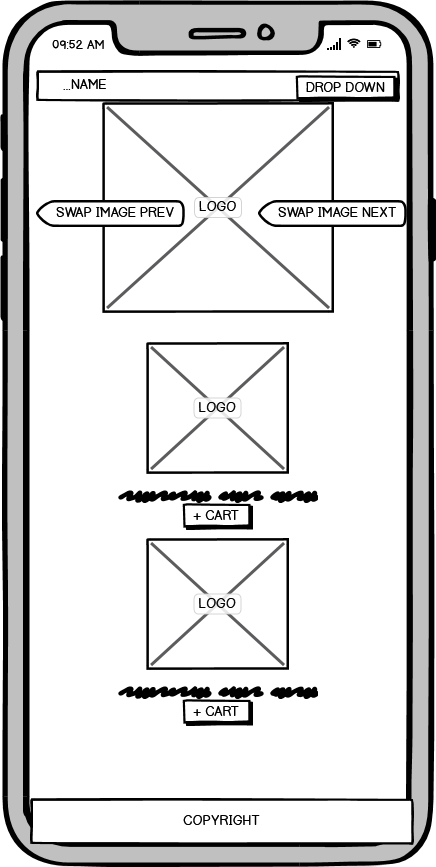 09:52 AM
...NAME
DROP DOWN
LOGO
SWAP IMAGE PREV
SWAP IMAGE NEXT
LOGO
+ CART
LOGO
+ CART
COPYRIGHT